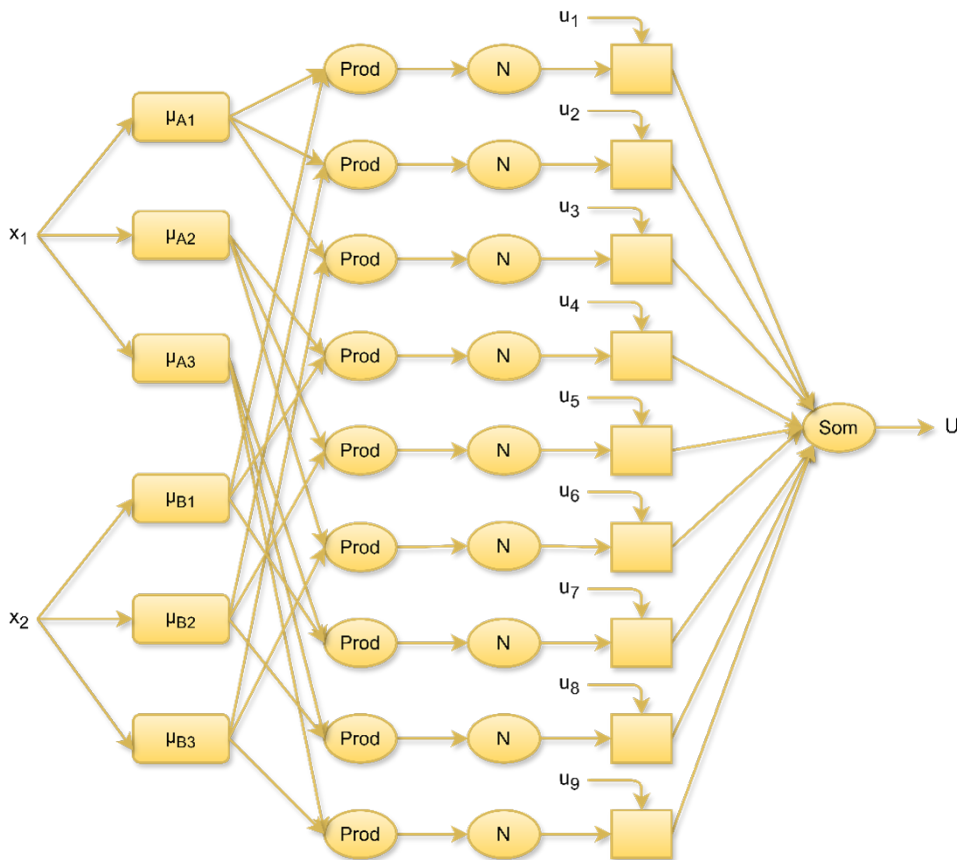 u1
Prod N
μA1
u2
Prod N
u3
x1 μA2
Prod N
u4
μA3 Prod N
u5
Som U
Prod N
u6
μB1
Prod N
u7
x2 μB2
Prod N
u8
μB3 Prod N
u9
Prod N